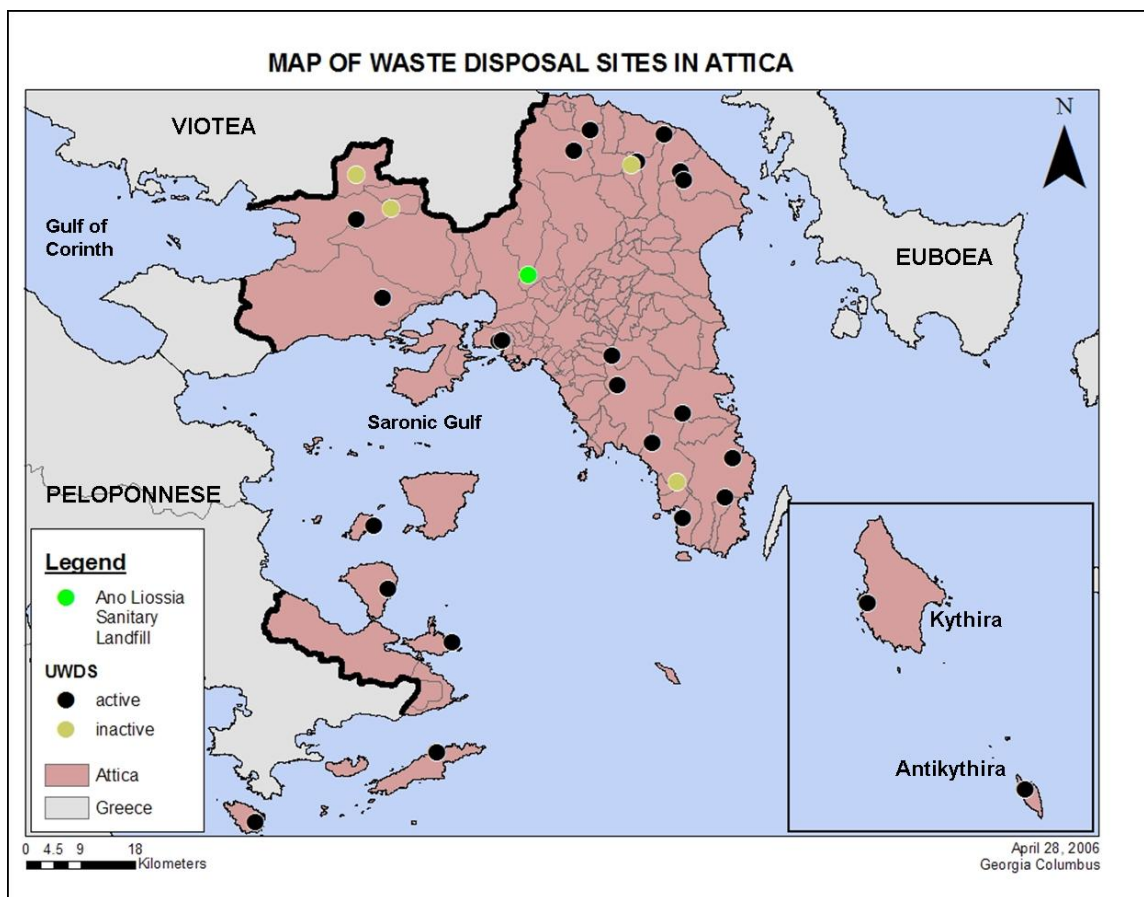 MAP OF WASTE DISPOSAL SITES IN ATTICA
VIOTEA
N
Gulf of
Corinth
EUBOEA
Saronic Gulf
PELOPONNESE
Legend
Ano Liossia
Sanitary
Landfill
UWDS
active
inactive
Attica
Greece
Kythira
Antikythira
0 4.5 9 18
Kilometers
April 28, 2006
Georgia Columbus